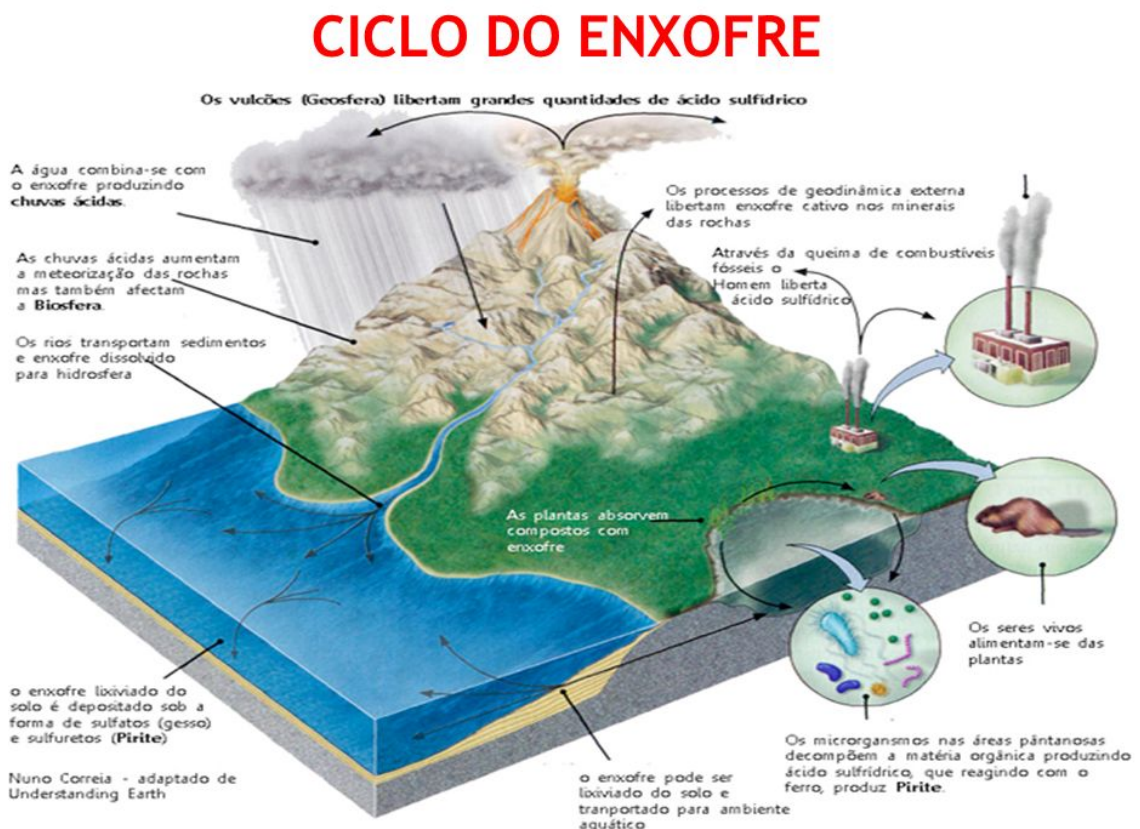 CICLO DO ENXOFRE
Os vulcões (Geosfera) libertam grandes quantidades de ácido sulfídrico
A água combina-se com
o enxofre produzindo
chuvas ácidas.
As chuvas ácidas aumentam
a meteorização das rochas
mas também afectam
a Biosfera.
Os rios transportam sedimentos
e enxofre dissolvido
para hidrosfera
Os processos de geodinâmica externa
libertam enxofre cativo nos minerais
das rochas
Através da queima de combustíveis
fósseis o
Homem liberta
ácido sulfídrico
As plantas absorvem
compostos com
enxofre
Os seres vivos
alimentam-se das
plantas
o enxofre lixiviado do
solo é depositado sob a
forma de sulfatos (gesso)
e sulfuretos (Pirite)
Nuno Correia - adaptado de
Understanding Earth
o enxofre pode ser
lixiviado do solo e
tranportado para ambiente
aquático
Os microrgansmos nas áreas pântanosas
decompõem a matéria orgânica produzindo
ácido sulfrídrico, que reagindo com o
ferro, produz Pirite.